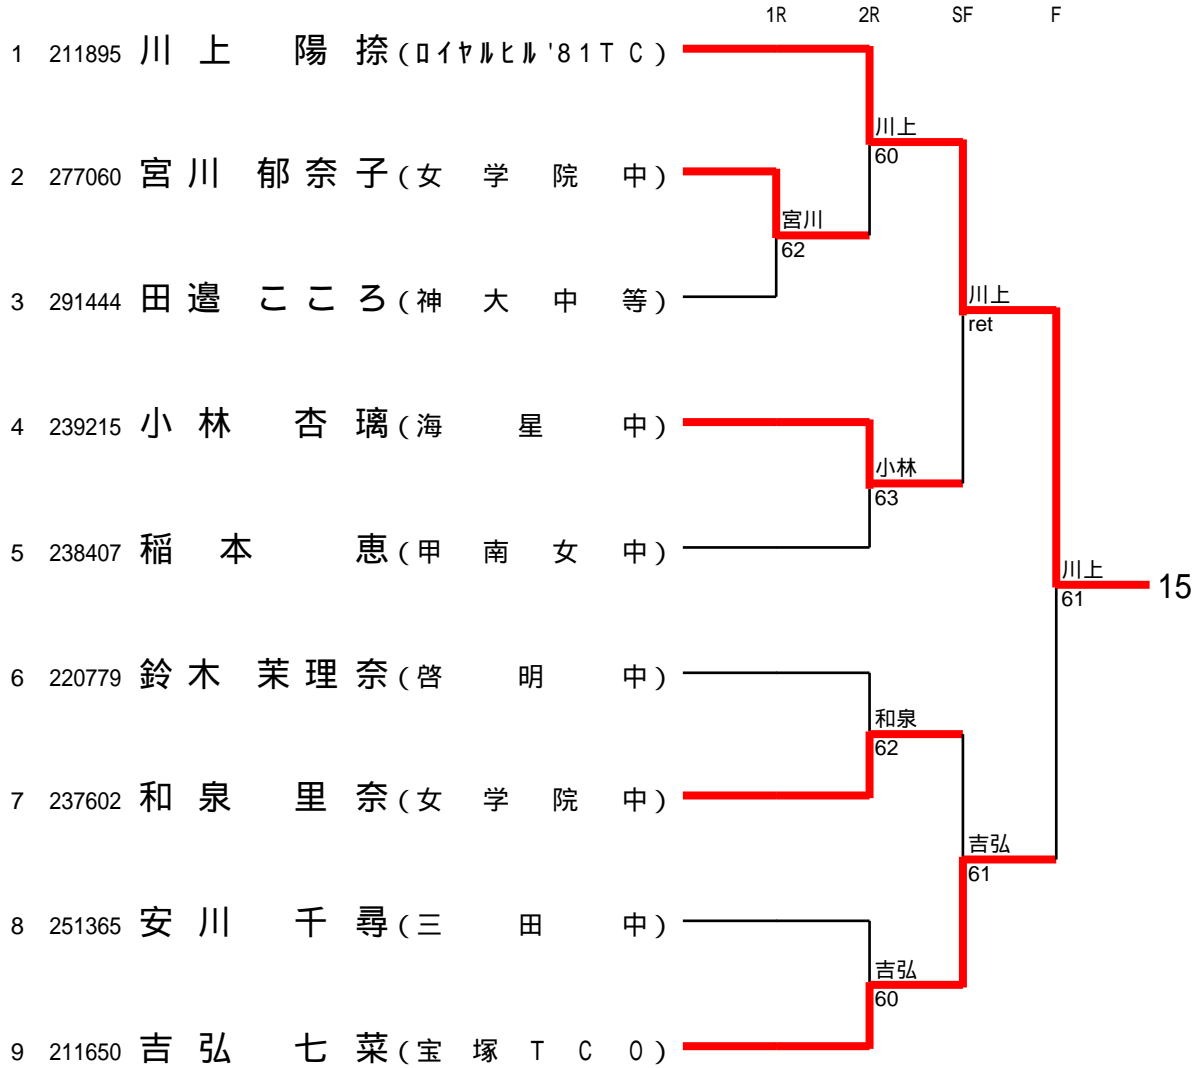 1R 2R SF F
1 211895 川上 陽捺(ロイヤルヒル'81TC)
川上
60
2 277060 宮川 郁奈子(女学院中)
宮川
62
3 291444 田邉 こころ(神大中等)
川上
ret
4 239215 小林 杏璃(海星中)
小林
63
5 238407 稲本 恵(甲南女中)
川上
61
15
6 220779 鈴木 茉理奈(啓明中)
和泉
62
7 237602 和泉 里奈(女学院中)
吉弘
61
8 251365 安川 千尋(三田中)
吉弘
60
9 211650 吉弘 七菜(宝塚TCO)